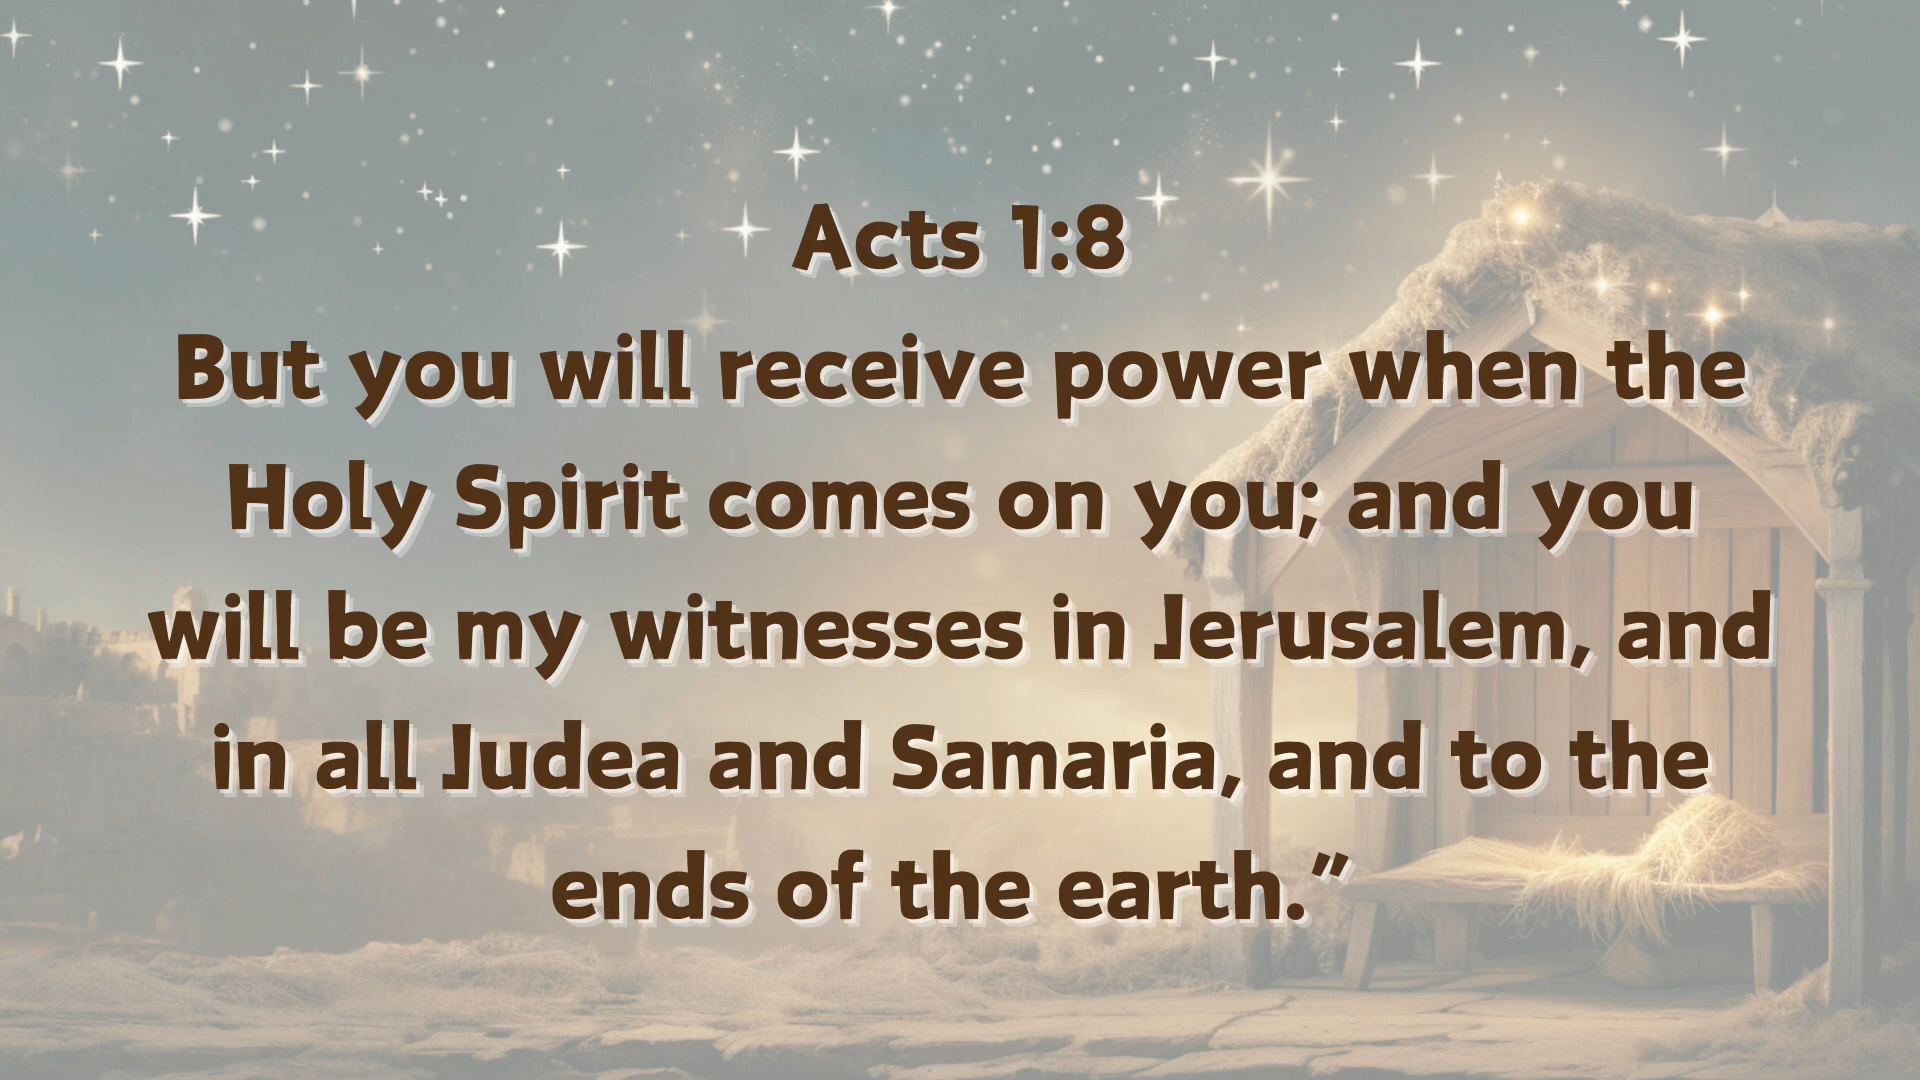 Acts 1:8
But you will receive power when the
Holy Spirit comes on you; and you
will be my witnesses in Jerusalem, and
in all Judea and Samaria, and to the
ends of the earth.”